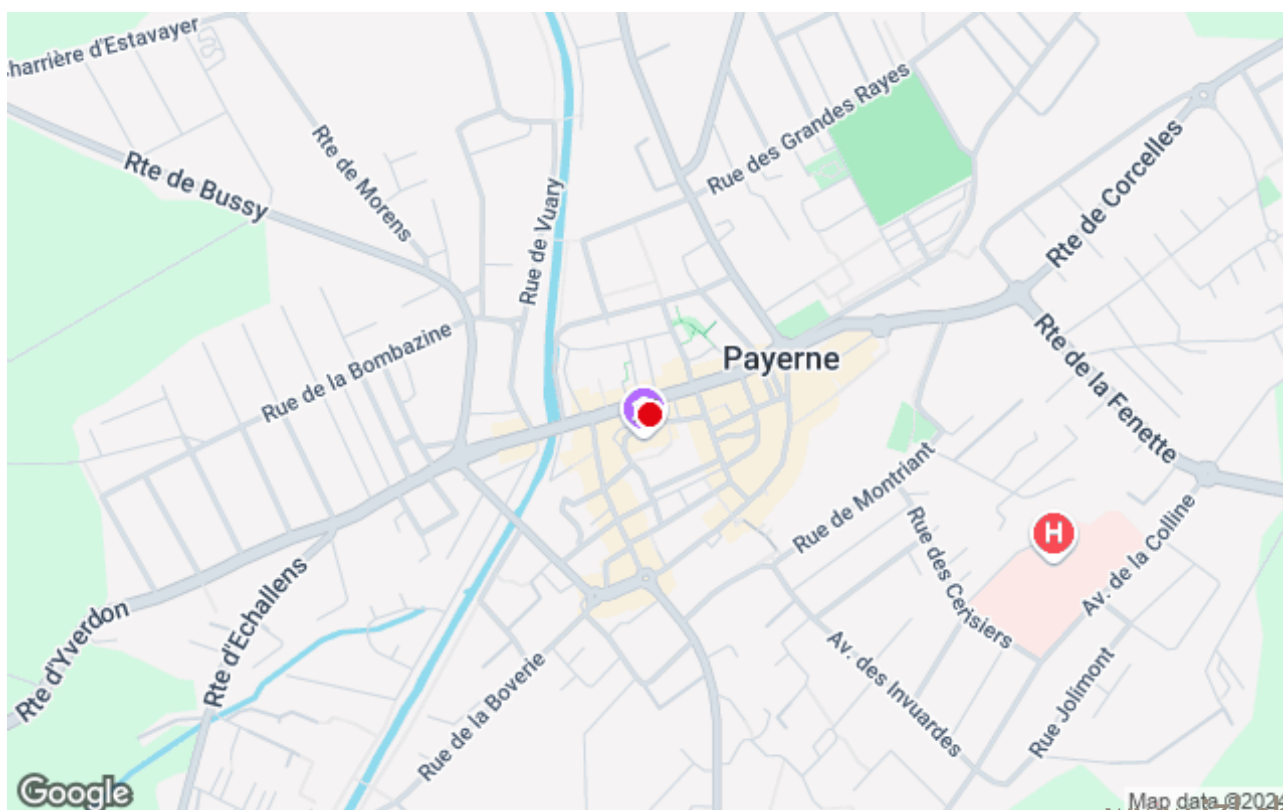 Rte de Morens
Rte de Bussy
Rue de Vuary
Rue des Grandes Rayes
Rte de Corcelles
Rue de la Bombazine
Payerne
Rte de la Fenette
Rue de Montriant
Rue des Cerisiers
H
Av. de la Colline
Rte d'Yverdon
Rte d'Echallens
Rue de la Boverie
Av. des Invuardes
Rue Jolimont
Google
Map data